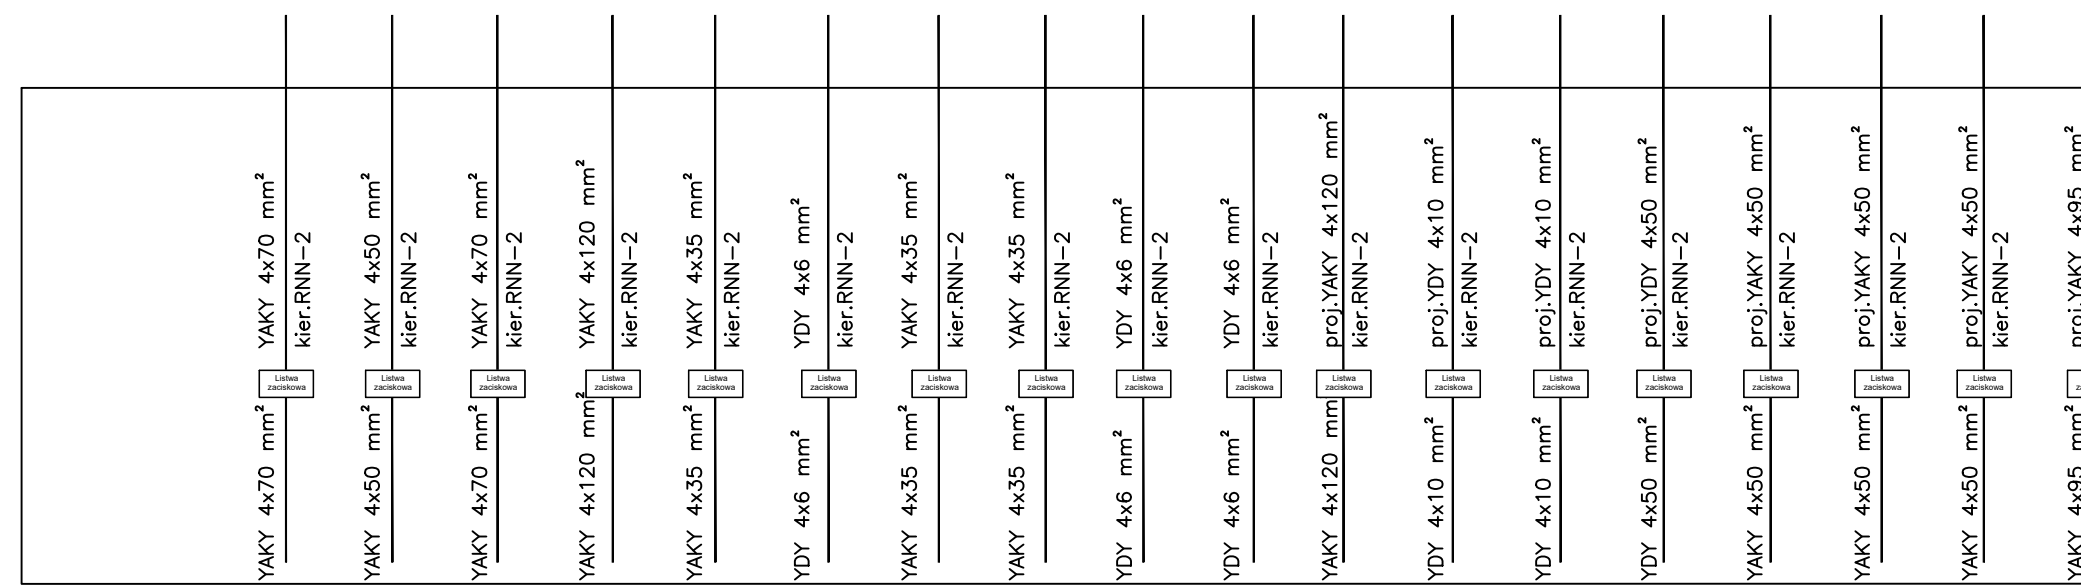 YAKY 4x70 mm²
kier.RNN-2
Listwa
zaciskowa
YAKY 4x70 mm²
YAKY 4x50 mm²
kier.RNN-2
Listwa
zaciskowa
YAKY 4x50 mm²
YAKY 4x70 mm²
kier.RNN-2
Listwa
zaciskowa
YAKY 4x70 mm²
YAKY 4x120 mm²
kier.RNN-2
Listwa
zaciskowa
YAKY 4x120 mm²
YAKY 4x35 mm²
kier.RNN-2
Listwa
zaciskowa
YAKY 4x35 mm²
YDY 4x6 mm²
kier.RNN-2
Listwa
zaciskowa
YDY 4x6 mm²
YAKY 4x35 mm²
kier.RNN-2
Listwa
zaciskowa
YAKY 4x35 mm²
YAKY 4x35 mm²
kier.RNN-2
Listwa
zaciskowa
YAKY 4x35 mm²
YDY 4x6 mm²
kier.RNN-2
Listwa
zaciskowa
YDY 4x6 mm²
YDY 4x6 mm²
kier.RNN-2
Listwa
zaciskowa
YDY 4x6 mm²
proj.YAKY 4x120 mm²
kier.RNN-2
Listwa
zaciskowa
YAKY 4x120 mm
proj.YDY 4x10 mm²
kier.RNN-2
Listwa
zaciskowa
YDY 4x10 mm²
proj.YDY 4x10 mm²
kier.RNN-2
Listwa
zaciskowa
YDY 4x10 mm²
proj.YDY 4x50 mm²
kier.RNN-2
Listwa
zaciskowa
YDY 4x50 mm²
proj.YAKY 4x50 mm²
kier.RNN-2
Listwa
zaciskowa
YAKY 4x50 mm²
proj.YAKY 4x50 mm²
kier.RNN-2
Listwa
zaciskowa
YAKY 4x50 mm²
proj.YAKY 4x50 mm²
kier.RNN-2
Listwa
zaciskowa
YAKY 4x50 mm²
proj.YAKY 4x95 mm²
YAKY 4x95 mm²